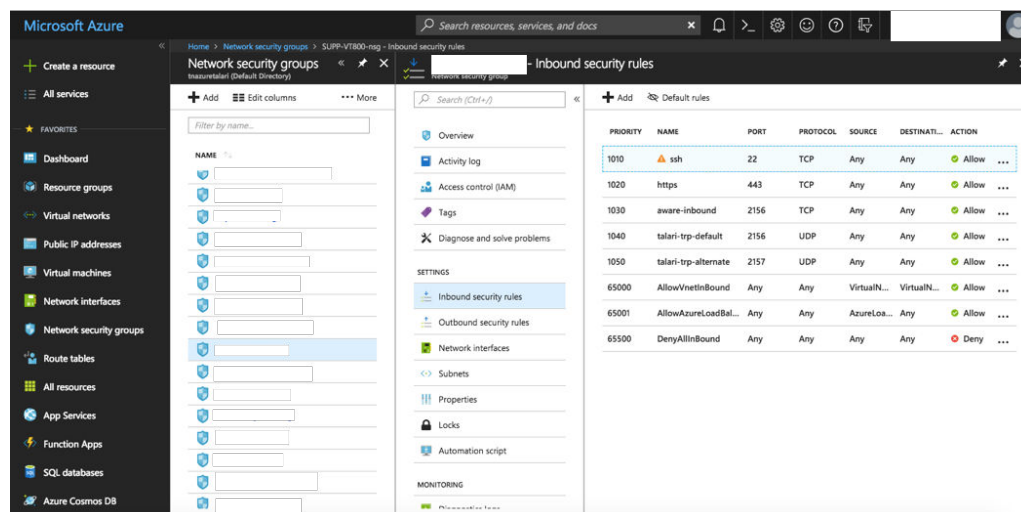 Microsoft Azure
Search resources, services, and docs
Home > Network security groups > SUPP-VT800-nsg - Inbound security rules
Create a resource
All services
FAVORITES
Dashboard
Resource groups
Virtual networks
Public IP addresses
Virtual machines
Network interfaces
Network security groups
Route tables
All resources
App Services
Function Apps
SQL databases
Azure Cosmos DB
Network security groups
tnazuretalari (Default Directory)
Add Edit columns More
Filter by name...
NAME
- Inbound security rules
Network security group
Search (Ctrl+/)
Overview
Activity log
Access control (IAM)
Tags
Diagnose and solve problems
SETTINGS
Inbound security rules
Outbound security rules
Network interfaces
Subnets
Properties
Locks
Automation script
MONITORING
Diagnostics logs
Add Default rules
PRIORITY NAME PORT PROTOCOL SOURCE DESTINATI... ACTION
1010 ssh 22 TCP Any Any Allow ...
1020 https 443 TCP Any Any Allow ...
1030 aware-inbound 2156 TCP Any Any Allow ...
1040 talari-trp-default 2156 UDP Any Any Allow ...
1050 talari-trp-alternate 2157 UDP Any Any Allow ...
65000 AllowVnetInBound Any Any VirtualN... VirtualN... Allow ...
65001 AllowAzureLoadBal... Any Any AzureLoa... Any Allow ...
65500 DenyAllInBound Any Any Any Any Deny ...